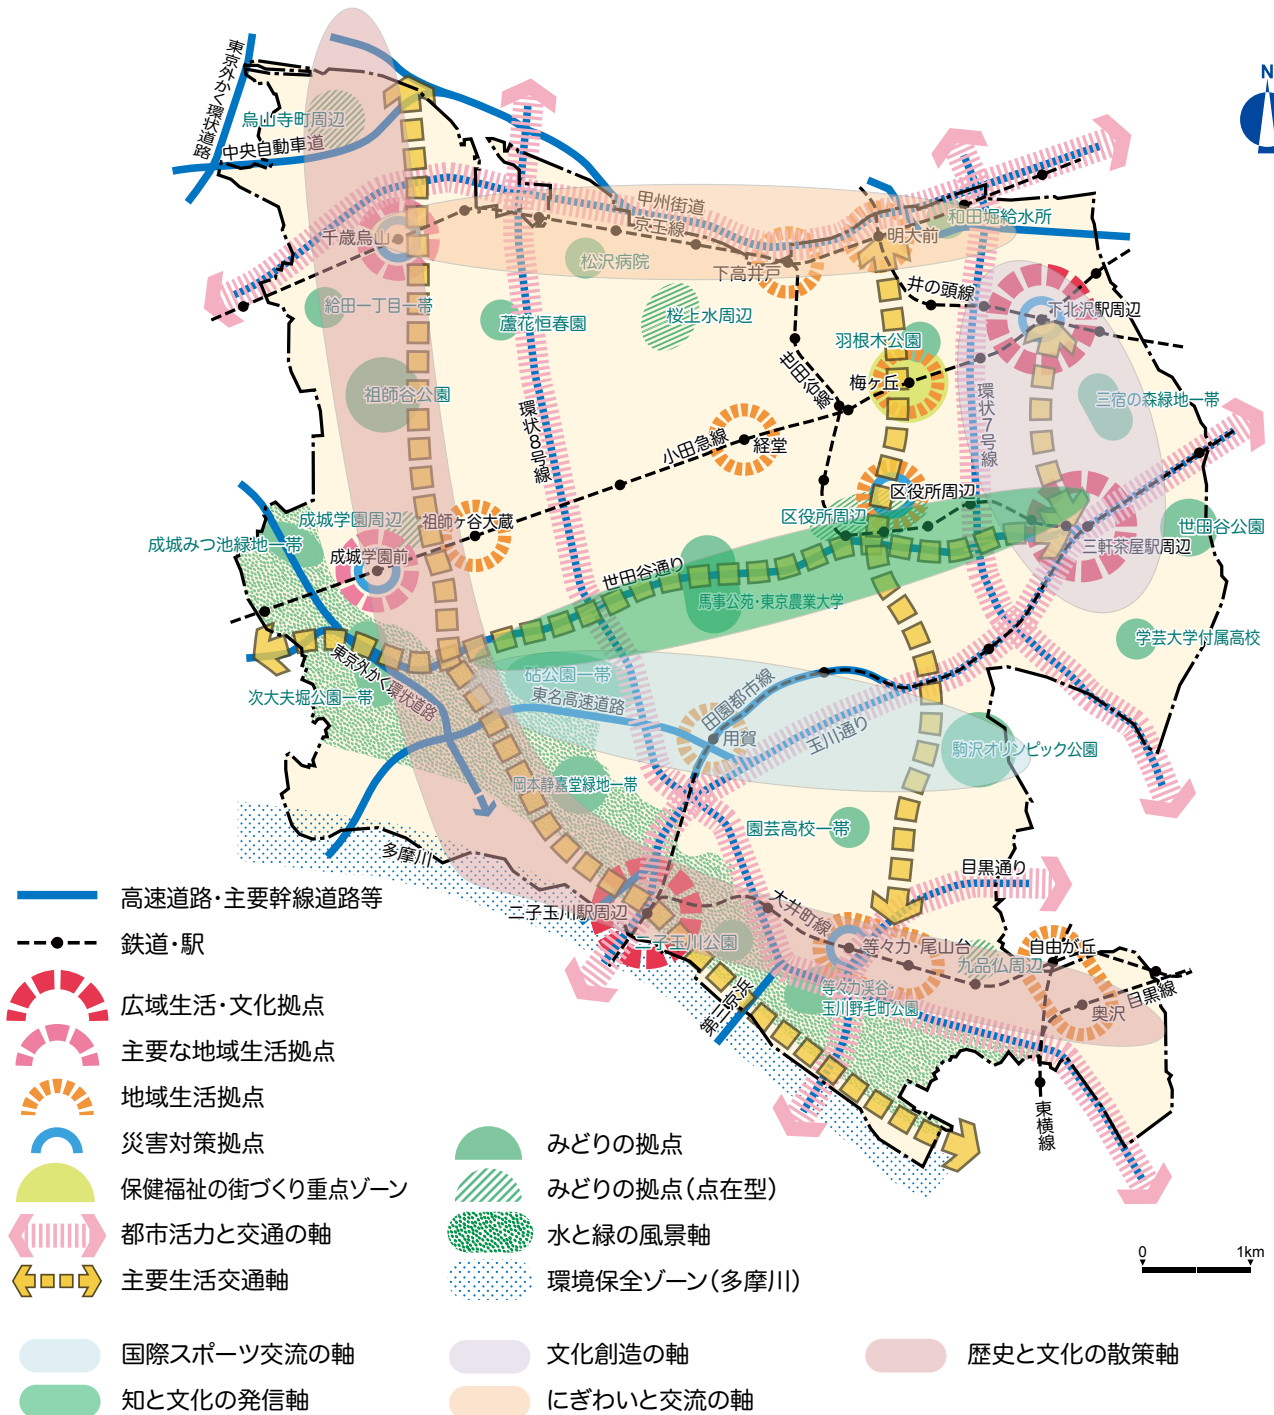 N
東京外かく環状道路
烏山寺町周辺
中央自動車道
甲州街道
京王線
和田堀給水所
明大前
千歳烏山
松沢病院
下高井戸
井の頭線
下北沢駅周辺
給田一丁目一帯
蘆花恒春園
桜上水周辺
羽根木公園
世田谷線
梅ヶ丘
環状7号線
三宿の森緑地一帯
祖師谷公園
環状8号線
小田急線
経堂
区役所周辺
区役所周辺
世田谷公園
三軒茶屋駅周辺
成城学園周辺
祖師ヶ谷大蔵
成城みつ池緑地一帯
成城学園前
世田谷通り
馬事公苑・東京農業大学
学芸大学付属高校
東京外かく環状道路
次大夫堀公園一帯
砧公園一帯
東名高速道路
田園都市線
用賀
玉川通り
駒沢オリンピック公園
岡本静嘉堂緑地一帯
園芸高校一帯
多摩川
目黒通り
二子玉川駅周辺
大井町線
二子玉川公園
等々力・尾山台
自由が丘
九品仏周辺
等々力渓谷・
玉川野毛町公園
第三京浜
奥沢
目黒線
東横線
高速道路・主要幹線道路等
鉄道・駅
広域生活・文化拠点
主要な地域生活拠点
地域生活拠点
災害対策拠点
保健福祉の街づくり重点ゾーン
都市活力と交通の軸
主要生活交通軸
みどりの拠点
みどりの拠点（点在型）
水と緑の風景軸
環境保全ゾーン（多摩川）
0 1km
国際スポーツ交流の軸
文化創造の軸
歴史と文化の散策軸
知と文化の発信軸
にぎわいと交流の軸